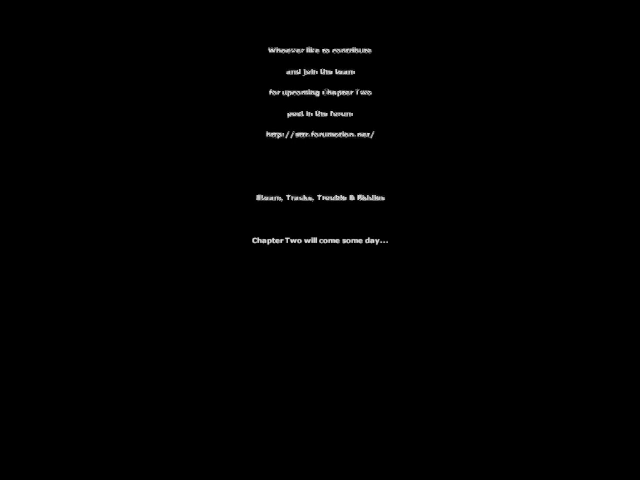 Whoever like to contribute
and join the team
for upcoming Chapter Two
post in the forum
http://sttr.forumotion.net/
Steam, Tracks, Trouble & Riddles
Chapter Two will come some day...